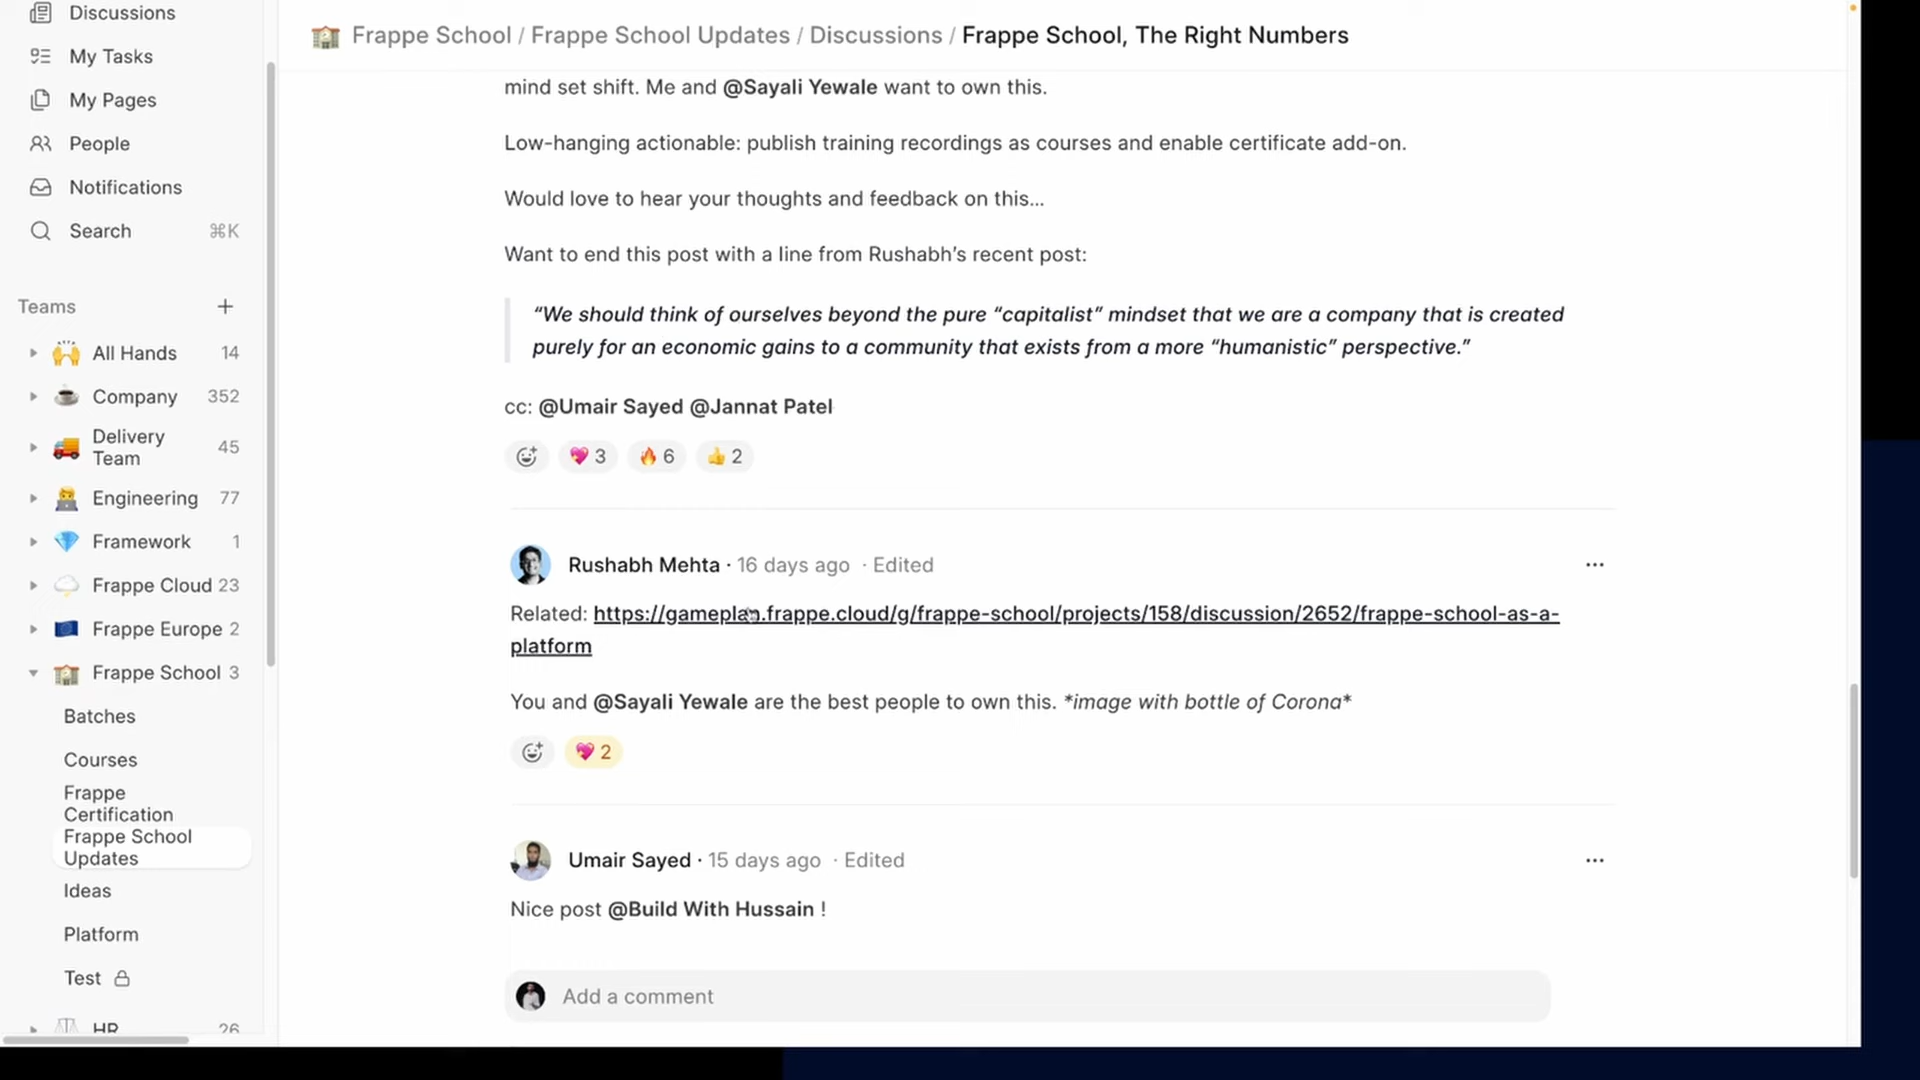 Discussions
My Tasks
My Pages
People
Notifications
Search ⌘K
Teams +
All Hands 14
Company 352
Delivery
Team 45
Engineering 77
Framework 1
Frappe Cloud 23
Frappe Europe 2
Frappe School 3
Batches
Courses
Frappe
Certification
Frappe School
Updates
Ideas
Platform
Test
HR 26
Frappe School / Frappe School Updates / Discussions / Frappe School, The Right Numbers
mind set shift. Me and @Sayali Yewale want to own this.
Low-hanging actionable: publish training recordings as courses and enable certificate add-on.
Would love to hear your thoughts and feedback on this...
Want to end this post with a line from Rushabh’s recent post:
“We should think of ourselves beyond the pure “capitalist” mindset that we are a company that is created
purely for an economic gains to a community that exists from a more “humanistic” perspective.”
cc: @Umair Sayed @Jannat Patel
💖 3 🔥 6 👍 2
Rushabh Mehta · 16 days ago · Edited
Related: https://gameplan.frappe.cloud/g/frappe-school/projects/158/discussion/2652/frappe-school-as-a-
platform
You and @Sayali Yewale are the best people to own this. *image with bottle of Corona*
💖 2
Umair Sayed · 15 days ago · Edited
Nice post @Build With Hussain !
Add a comment